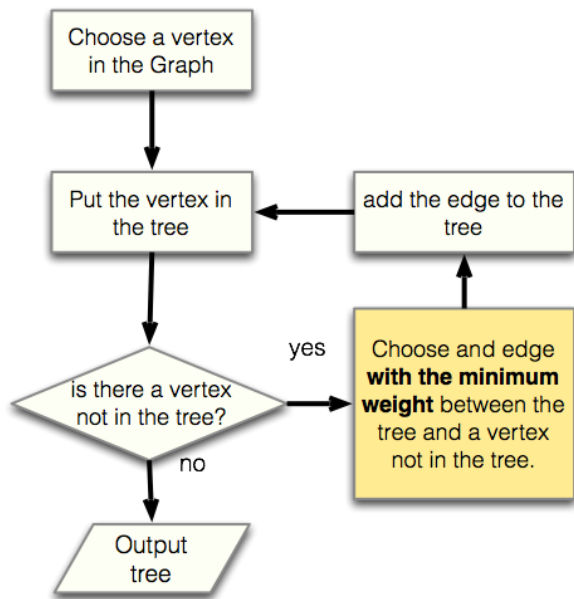 Choose a vertex
in the Graph
Put the vertex in
the tree
add the edge to the
tree
is there a vertex
not in the tree?
yes
Choose and edge
with the minimum
weight between the
tree and a vertex
not in the tree.
no
Output
tree